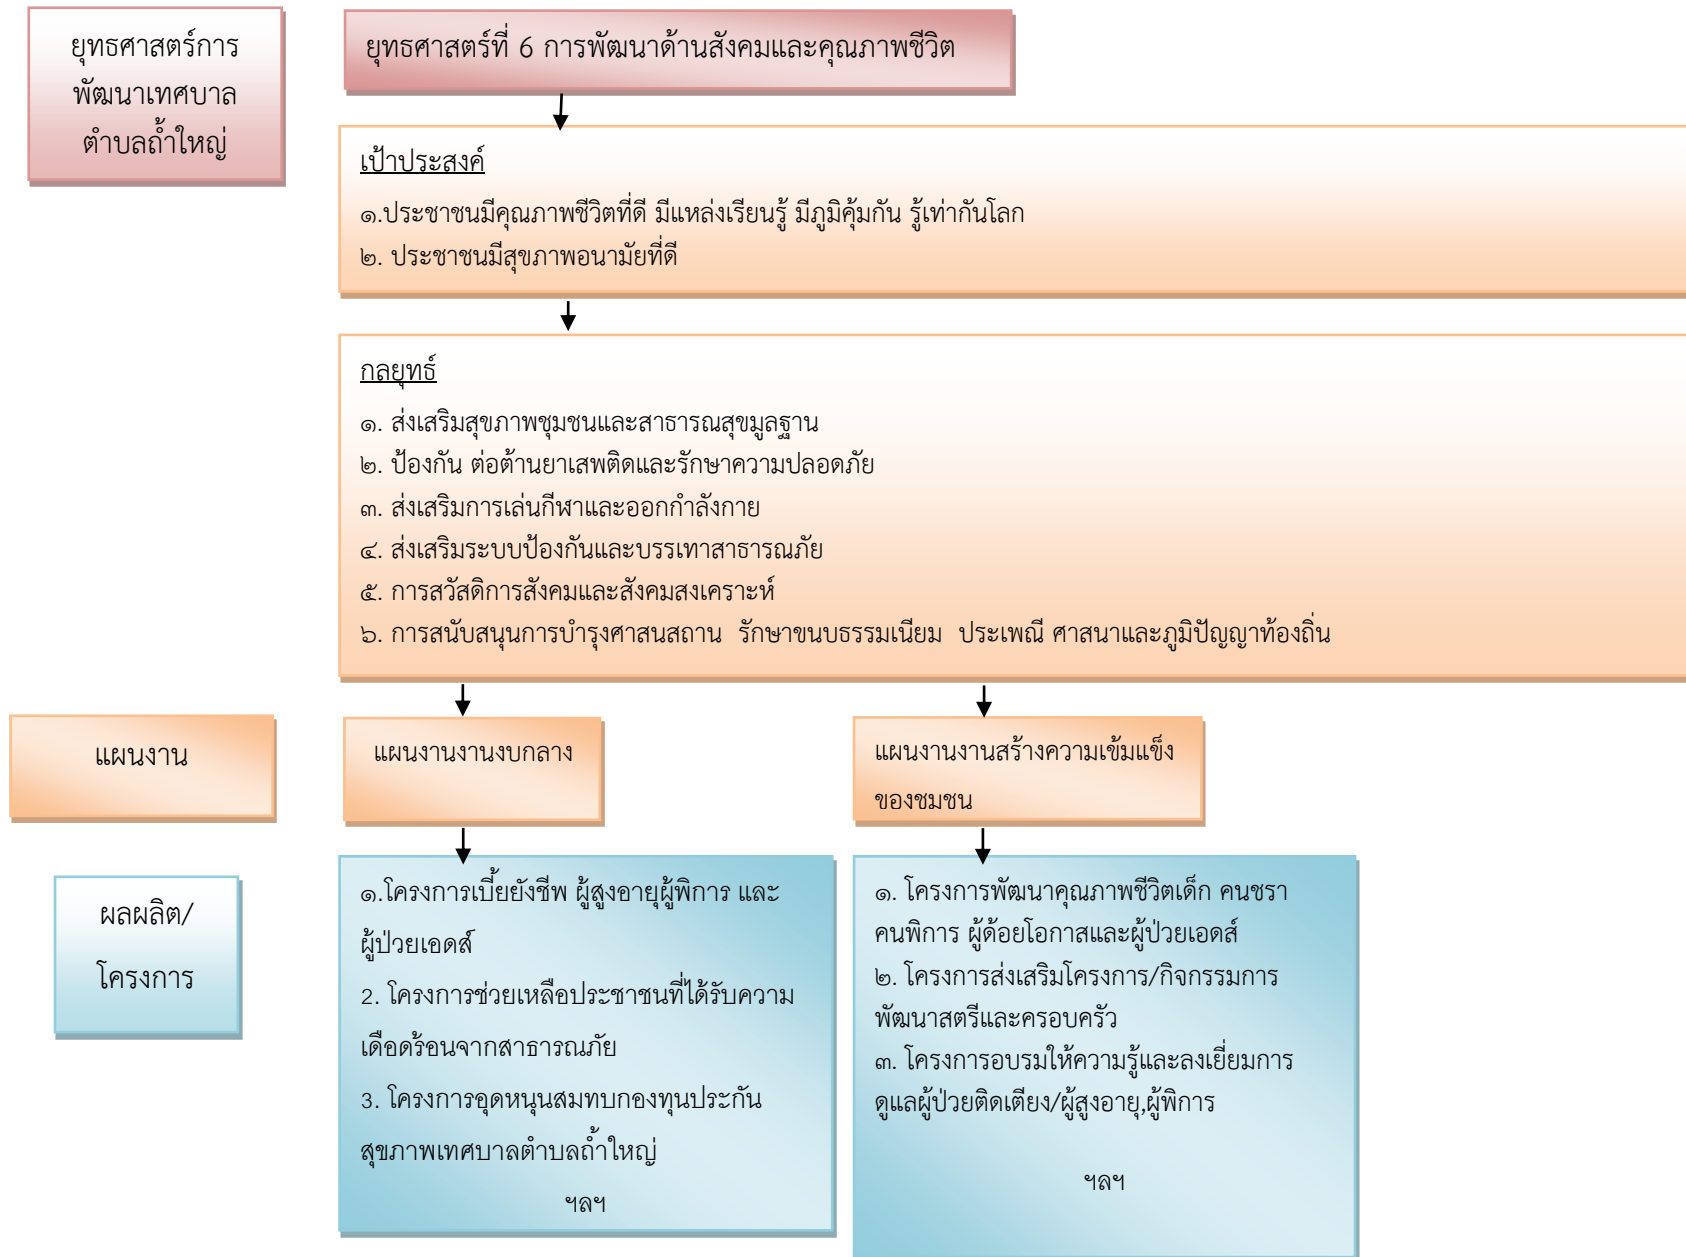 ยุทธศาสตร์การ
พัฒนาเทศบาล
ตำบลถ้ำใหญ่
ยุทธศาสตร์ที่ 6 การพัฒนาด้านสังคมและคุณภาพชีวิต
เป้าประสงค์
๑.ประชาชนมีคุณภาพชีวิตที่ดี มีแหล่งเรียนรู้ มีภูมิคุ้มกัน รู้เท่ากันโลก
๒. ประชาชนมีสุขภาพอนามัยที่ดี
กลยุทธ์
๑. ส่งเสริมสุขภาพชุมชนและสาธารณสุขมูลฐาน
๒. ป้องกัน ต่อต้านยาเสพติดและรักษาความปลอดภัย
๓. ส่งเสริมการเล่นกีฬาและออกกำลังกาย
๔. ส่งเสริมระบบป้องกันและบรรเทาสาธารณภัย
๕. การสวัสดิการสังคมและสังคมสงเคราะห์
๖. การสนับสนุนการบำรุงศาสนสถาน  รักษาขนบธรรมเนียม  ประเพณี ศาสนาและภูมิปัญญาท้องถิ่น
แผนงาน
แผนงานงานงบกลาง
แผนงานงานสร้างความเข้มแข็ง
ของชมชน
ผลผลิต/
โครงการ
๑.โครงการเบี้ยยังชีพ ผู้สูงอายุผู้พิการ และ
ผู้ป่วยเอดส์
2. โครงการช่วยเหลือประชาชนที่ได้รับความ
เดือดร้อนจากสาธารณภัย
3. โครงการอุดหนุนสมทบกองทุนประกัน
สุขภาพเทศบาลตำบลถ้ำใหญ่
ฯลฯ
๑. โครงการพัฒนาคุณภาพชีวิตเด็ก คนชรา
คนพิการ ผู้ด้อยโอกาสและผู้ป่วยเอดส์
๒. โครงการส่งเสริมโครงการ/กิจกรรมการ
พัฒนาสตรีและครอบครัว
๓. โครงการอบรมให้ความรู้และลงเยี่ยมการ
ดูแลผู้ป่วยติดเตียง/ผู้สูงอายุ,ผู้พิการ
ฯลฯ